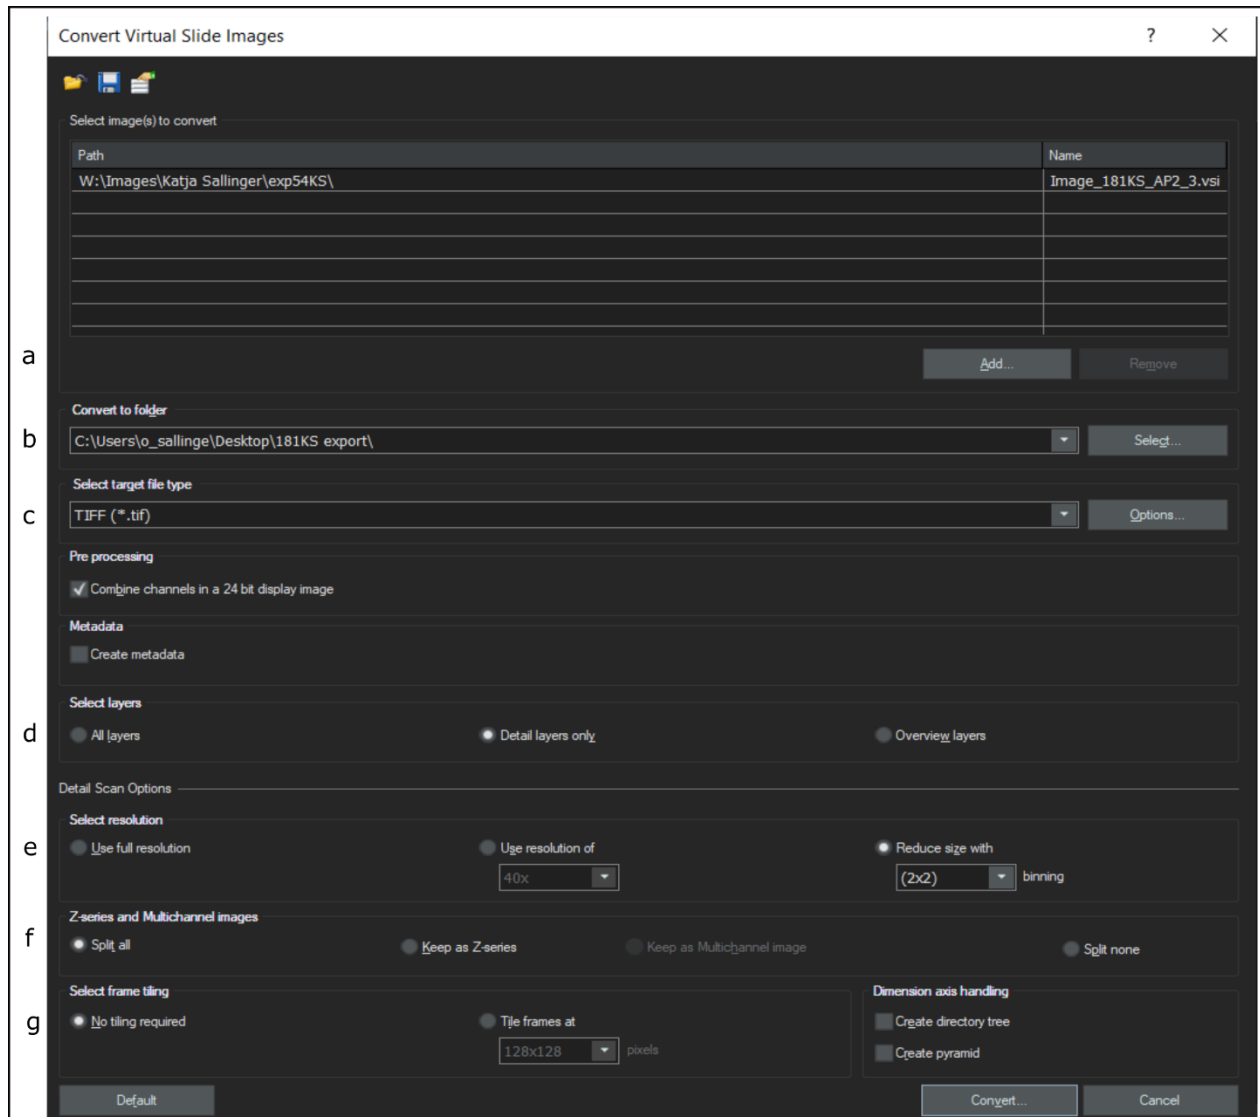 Convert Virtual Slide Images ?
Select image(s) to convert
Path Name
W:\Images\Katja Sallinger\exp54KS\ Image_181KS_AP2_3.vsi
a Add... Remove
Convert to folder
b C:\Users\o_sallinge\Desktop\181KS export\ Select...
Select target file type
c TIFF (*.tif) Options...
Pre processing
Combine channels in a 24 bit display image
Metadata
Create metadata
Select layers
d All layers Detail layers only Overview layers
Detail Scan Options
Select resolution
e Use full resolution Use resolution of Reduce size with
40x (2x2) binning
Z-series and Multichannel images
f Split all Keep as Z-series Keep as Multichannel image Split none
Select frame tiling Dimension axis handling
g No tiling required Tile frames at Create directory tree
128x128 pixels Create pyramid
Default Convert... Cancel